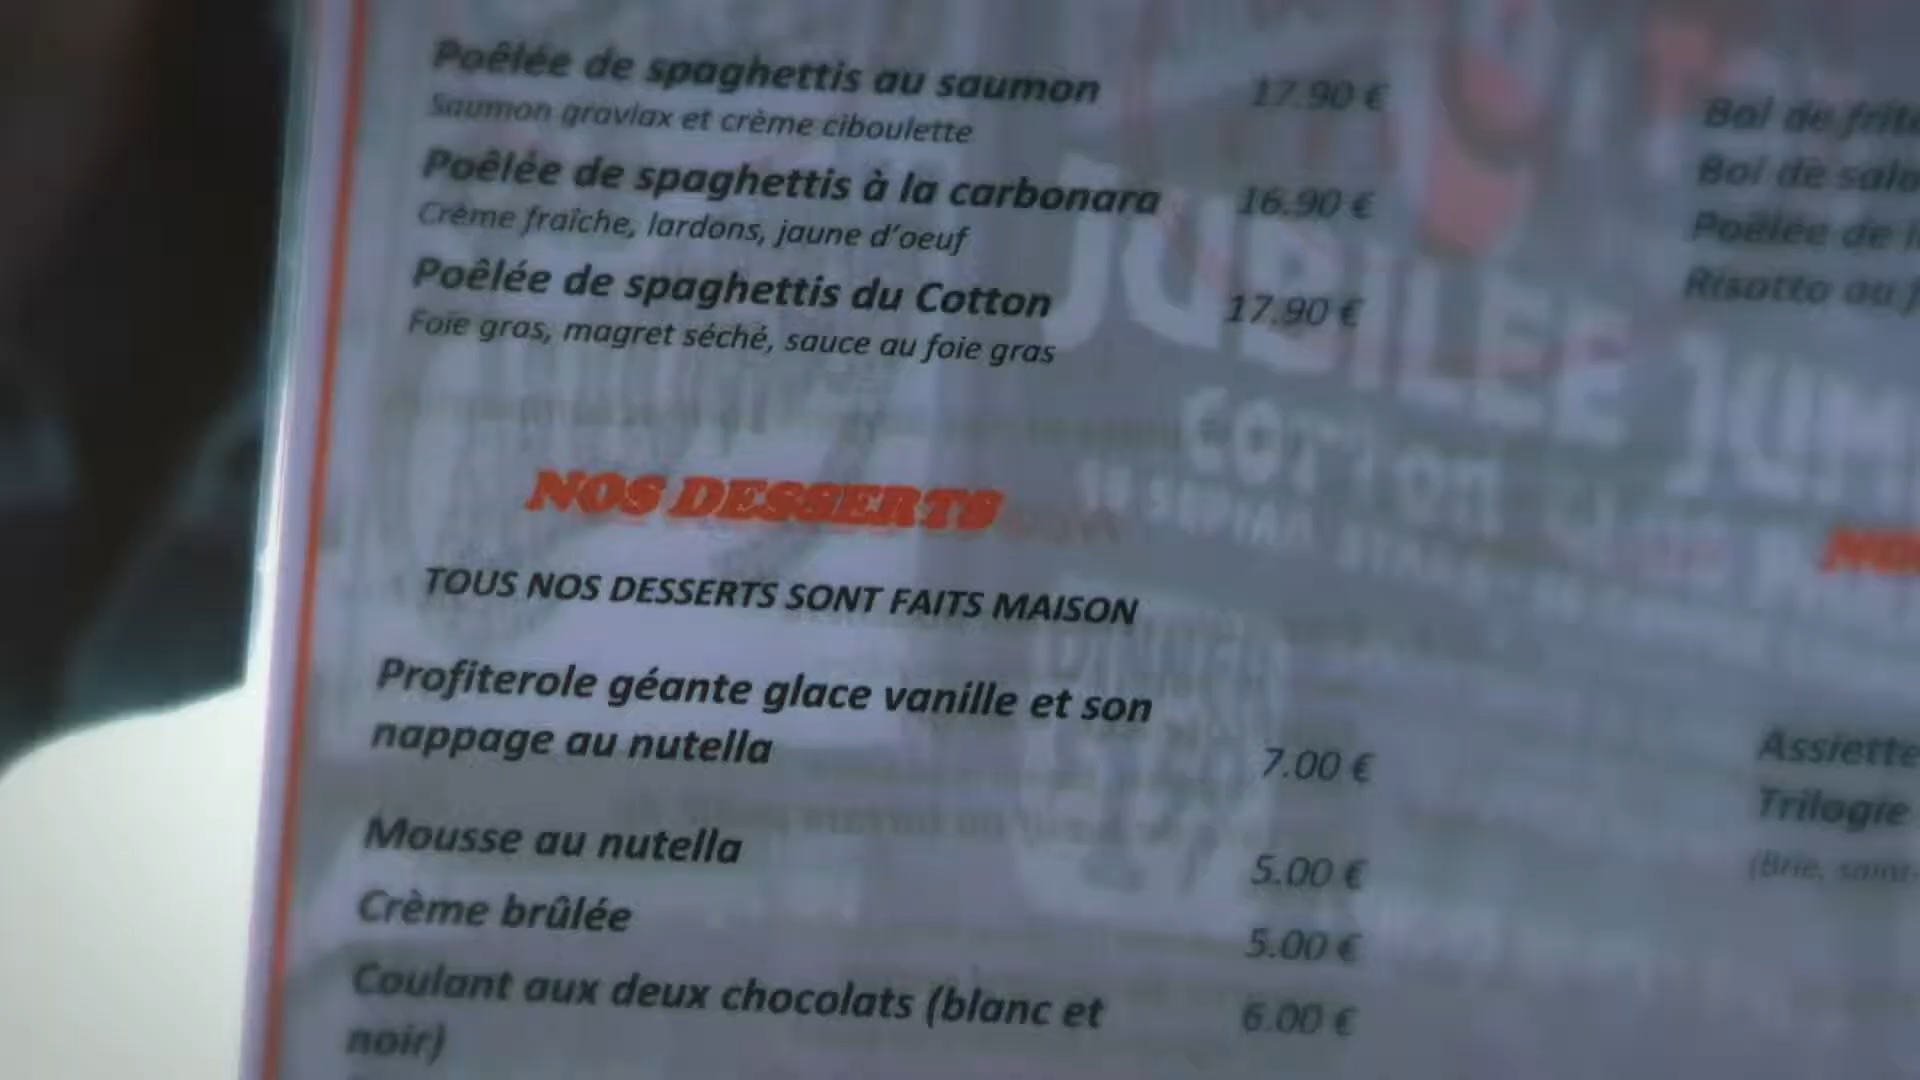 Poêlée de spaghettis au saumon 17.90 €
Saumon gravlax et crème ciboulette
Poêlée de spaghettis à la carbonara 16.90 €
Crème fraîche, lardons, jaune d'oeuf
Poêlée de spaghettis du Cotton 17.90 €
Foie gras, magret séché, sauce au foie gras
NOS DESSERTS
TOUS NOS DESSERTS SONT FAITS MAISON
Profiterole géante glace vanille et son
nappage au nutella 7.00 €
Mousse au nutella 5.00 €
Crème brûlée 5.00 €
Coulant aux deux chocolats (blanc et 6.00 €
noir)
Bol de
Bol de
Poêlée de
Risotto au
Assiette
Trilogie
(Brie,
JUBILEE
COTTON